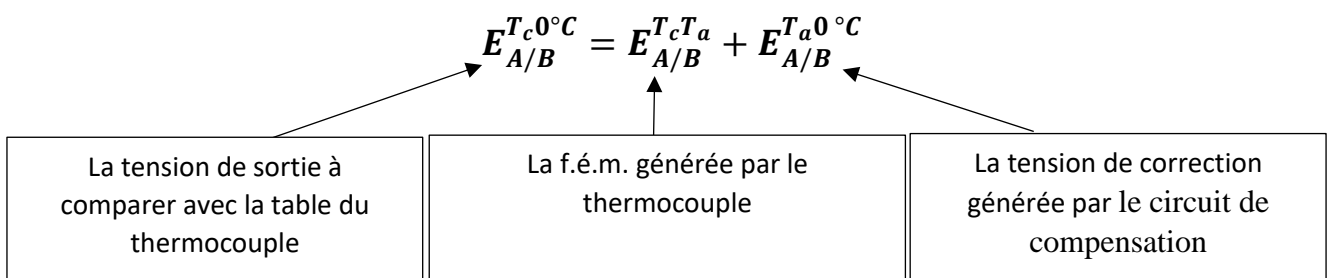 $E_{A/B}^{T_c 0°C} = E_{A/B}^{T_c T_a} + E_{A/B}^{T_a 0 °C}$
La tension de sortie à
comparer avec la table du
thermocouple
La f.é.m. générée par le
thermocouple
La tension de correction
générée par le circuit de
compensation